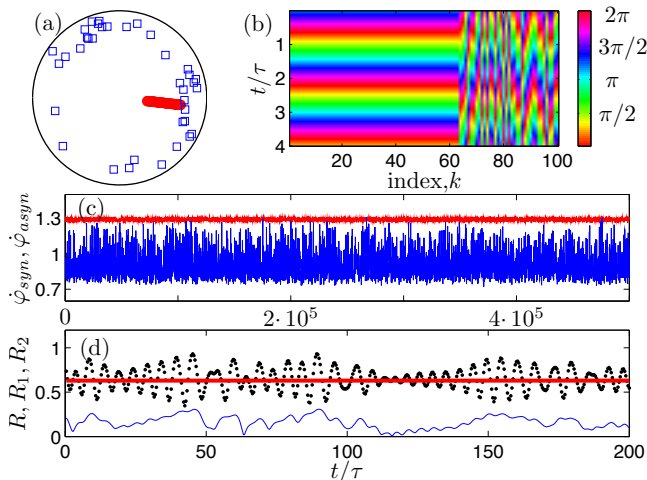 (a)
(b)
1
2
3
4
t/τ
20 40 60 80 100
index,k
2π
3π/2
π
π/2
(c)
1.3
1
0.7
φ̇syn, φ̇asyn
0 2·10⁵ 4·10⁵
(d)
1
0.5
0
R, R₁, R₂
0 50 100 150 200
t/τ